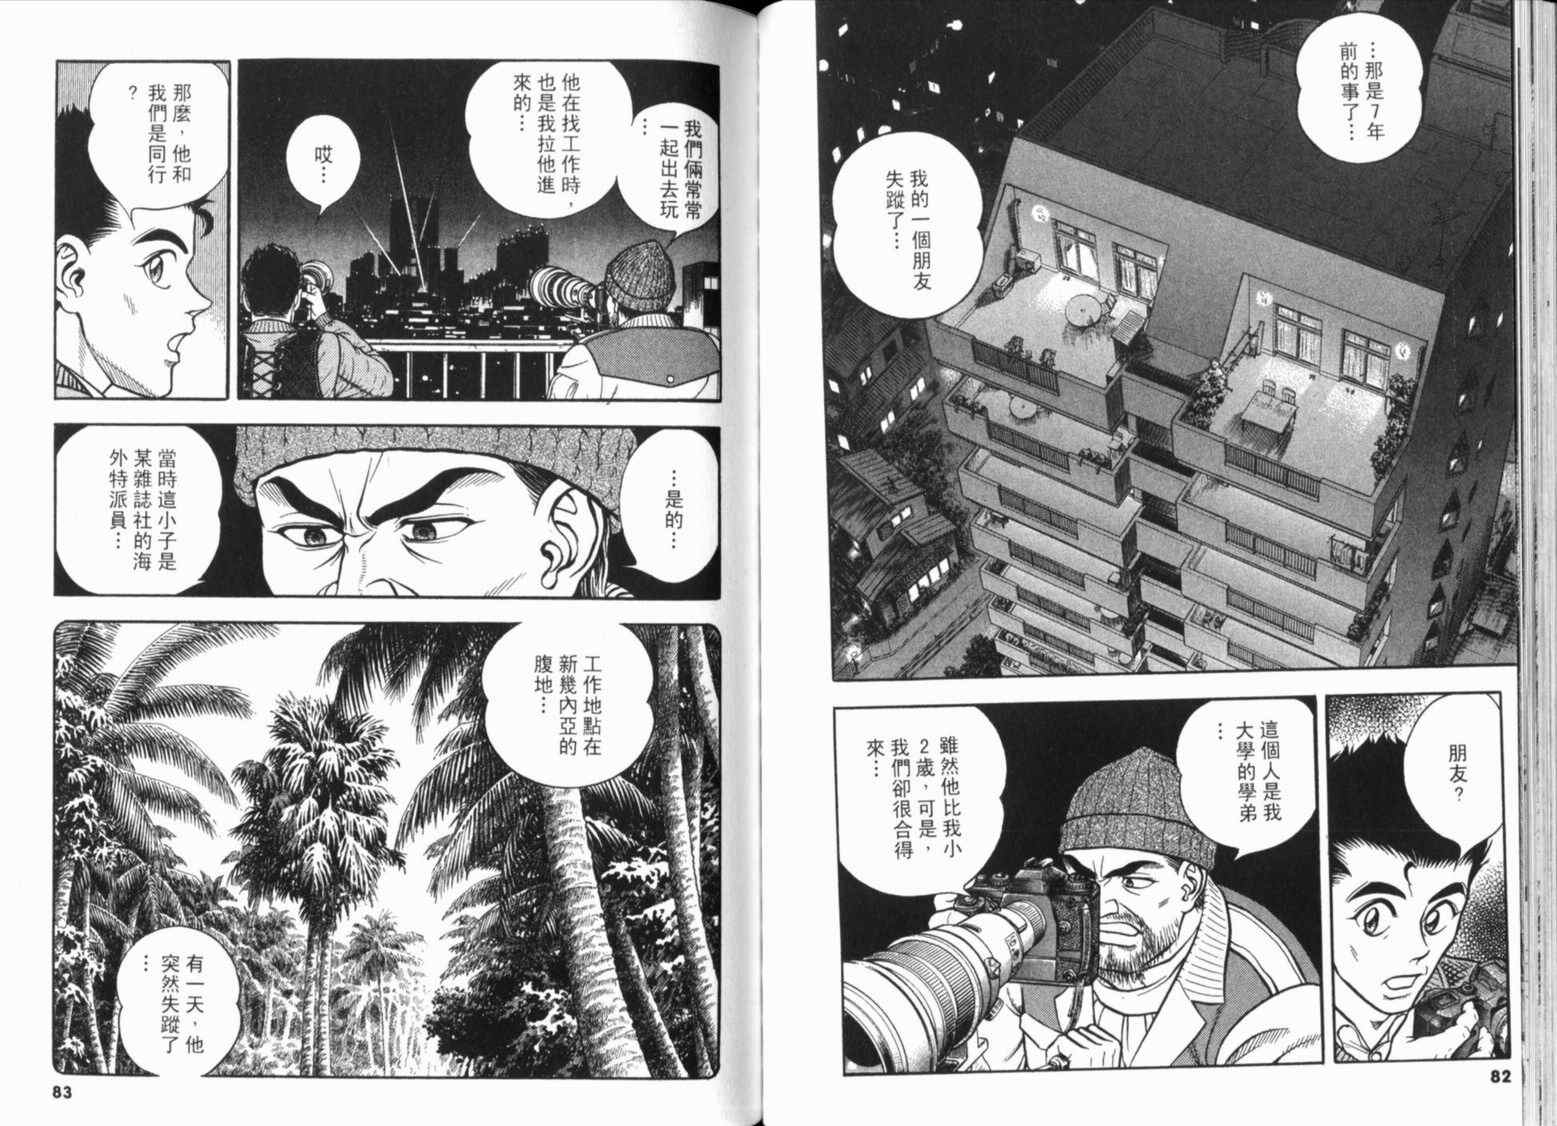 …那是7年
前的事了…
我的一個朋友
失蹤了…
朋友?
這個人是我
大學的學弟
…
雖然他比我小
2歲，可是，
我們卻很合得
來…
82
我們倆常常
一起出去玩
…
他在找工作時，
也是我拉他進
來的…
哎…
那麼，他和
我們是同行
?
…是的…
當時這小子是
某雜誌社的海
外特派員…
工作地點在
新幾內亞的
腹地…
有一天，他
突然失蹤了
…
83